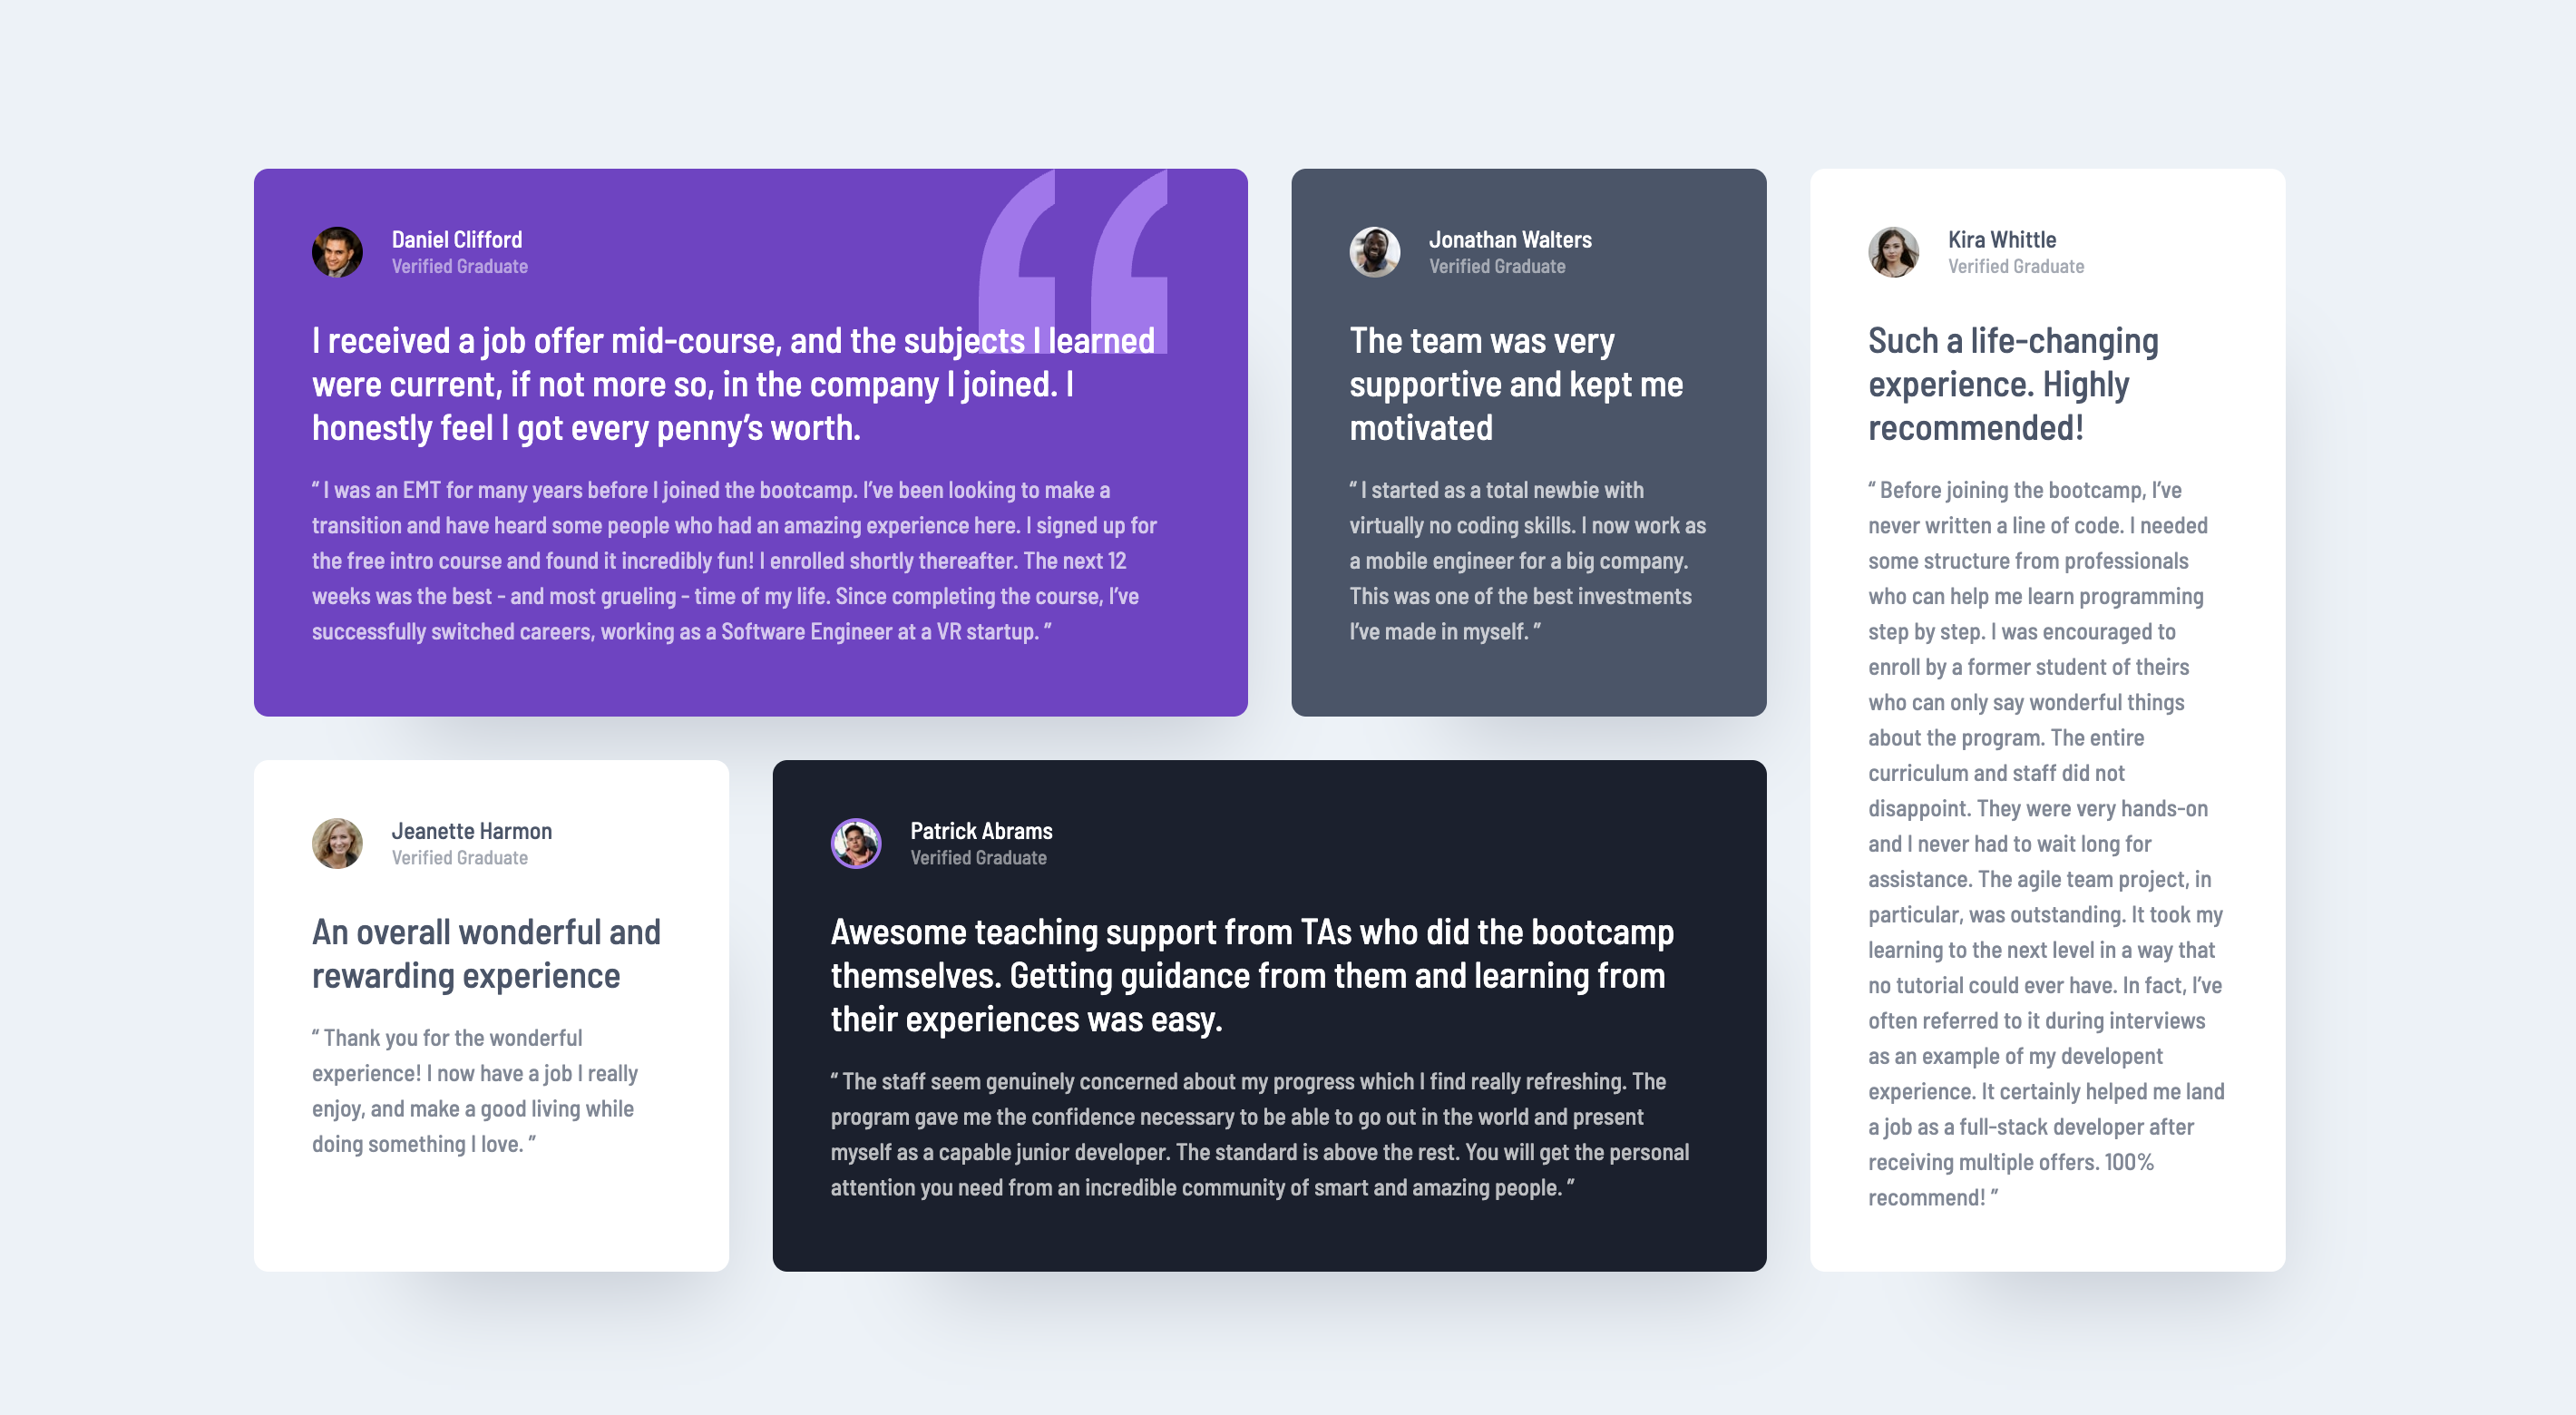 Daniel Clifford
Verified Graduate
I received a job offer mid-course, and the subjects I learned
were current, if not more so, in the company I joined. I
honestly feel I got every penny’s worth.
“ I was an EMT for many years before I joined the bootcamp. I’ve been looking to make a
transition and have heard some people who had an amazing experience here. I signed up for
the free intro course and found it incredibly fun! I enrolled shortly thereafter. The next 12
weeks was the best - and most grueling - time of my life. Since completing the course, I’ve
successfully switched careers, working as a Software Engineer at a VR startup. ”
Jonathan Walters
Verified Graduate
The team was very
supportive and kept me
motivated
“ I started as a total newbie with
virtually no coding skills. I now work as
a mobile engineer for a big company.
This was one of the best investments
I’ve made in myself. ”
Kira Whittle
Verified Graduate
Such a life-changing
experience. Highly
recommended!
“ Before joining the bootcamp, I’ve
never written a line of code. I needed
some structure from professionals
who can help me learn programming
step by step. I was encouraged to
enroll by a former student of theirs
who can only say wonderful things
about the program. The entire
curriculum and staff did not
disappoint. They were very hands-on
and I never had to wait long for
assistance. The agile team project, in
particular, was outstanding. It took my
learning to the next level in a way that
no tutorial could ever have. In fact, I’ve
often referred to it during interviews
as an example of my developent
experience. It certainly helped me land
a job as a full-stack developer after
receiving multiple offers. 100%
recommend! ”
Jeanette Harmon
Verified Graduate
An overall wonderful and
rewarding experience
“ Thank you for the wonderful
experience! I now have a job I really
enjoy, and make a good living while
doing something I love. ”
Patrick Abrams
Verified Graduate
Awesome teaching support from TAs who did the bootcamp
themselves. Getting guidance from them and learning from
their experiences was easy.
“ The staff seem genuinely concerned about my progress which I find really refreshing. The
program gave me the confidence necessary to be able to go out in the world and present
myself as a capable junior developer. The standard is above the rest. You will get the personal
attention you need from an incredible community of smart and amazing people. ”